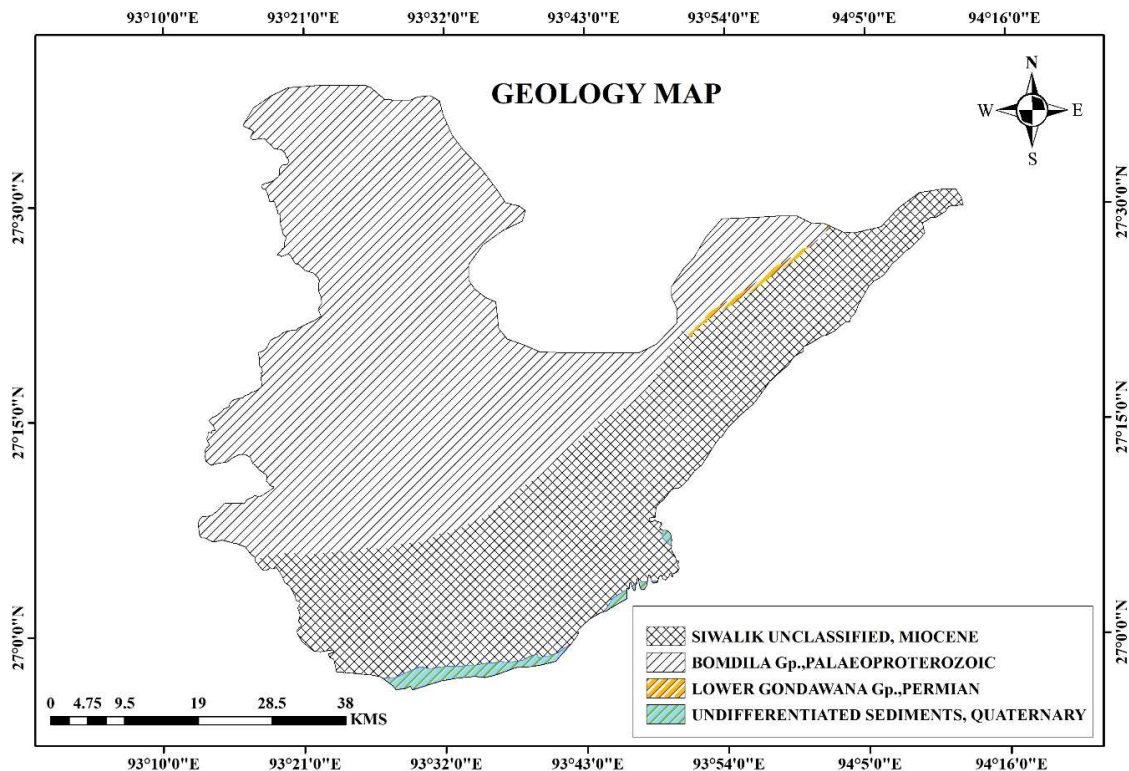 93°10'0"E 93°21'0"E 93°32'0"E 93°43'0"E 93°54'0"E 94°5'0"E 94°16'0"E
GEOLOGY MAP
N
W E
S
27°30'0"N 27°30'0"N
27°15'0"N 27°15'0"N
27°0'0"N 27°0'0"N
SIWALIK UNCLASSIFIED, MIOCENE
BOMDILA Gp.,PALAEOPROTEROZOIC
LOWER GONDAWANA Gp.,PERMIAN
UNDIFFERENTIATED SEDIMENTS, QUATERNARY
0 4.75 9.5 19 28.5 38
KMS
93°10'0"E 93°21'0"E 93°32'0"E 93°43'0"E 93°54'0"E 94°5'0"E 94°16'0"E